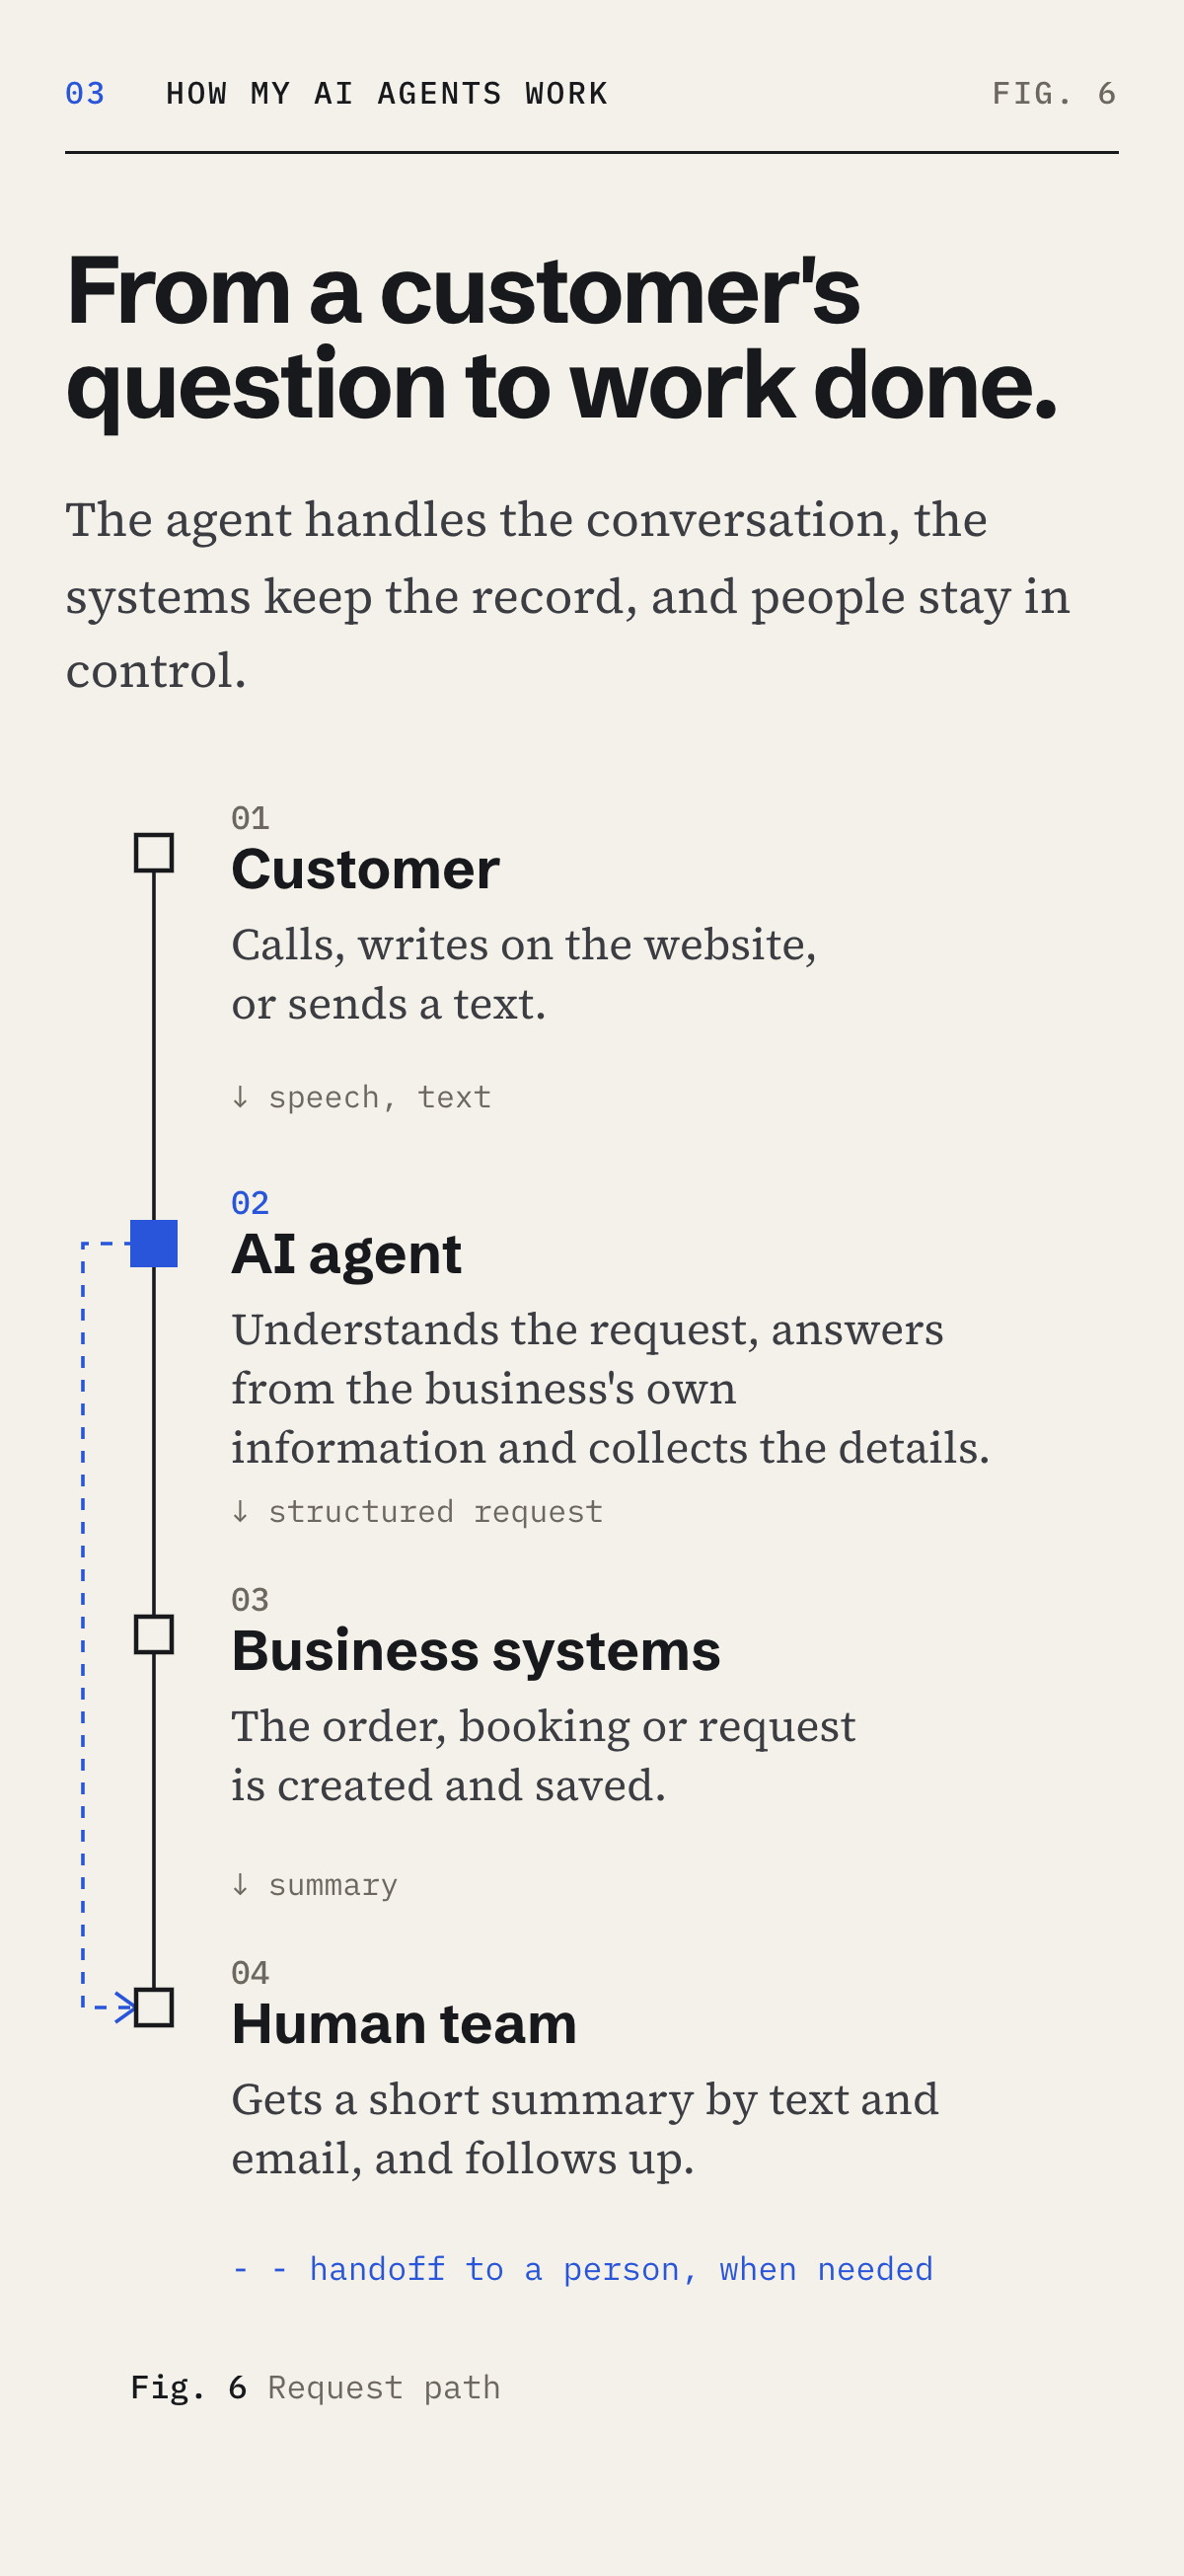 03 HOW MY AI AGENTS WORK FIG. 6
From a customer's
question to work done.
The agent handles the conversation, the
systems keep the record, and people stay in
control.
01
Customer
Calls, writes on the website,
or sends a text.
↓ speech, text
02
AI agent
Understands the request, answers
from the business's own
information and collects the details.
↓ structured request
03
Business systems
The order, booking or request
is created and saved.
↓ summary
04
Human team
Gets a short summary by text and
email, and follows up.
- - handoff to a person, when needed
Fig. 6 Request path